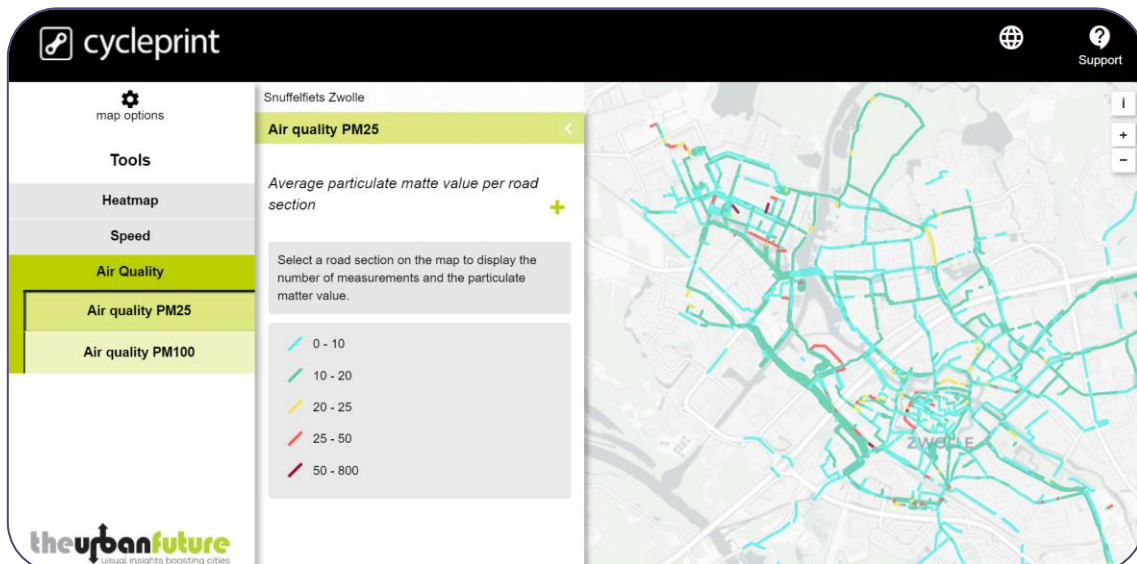 cycleprint
Support
map options
Tools
Heatmap
Speed
Air Quality
Air quality PM25
Air quality PM100
Snuffelfiets Zwolle
Air quality PM25
Average particulate matte value per road
section
+
Select a road section on the map to display the
number of measurements and the particulate
matter value.
0 - 10
10 - 20
20 - 25
25 - 50
50 - 800
i
+
−
ZWOLLE
theurbanfuture
visual insights boosting cities